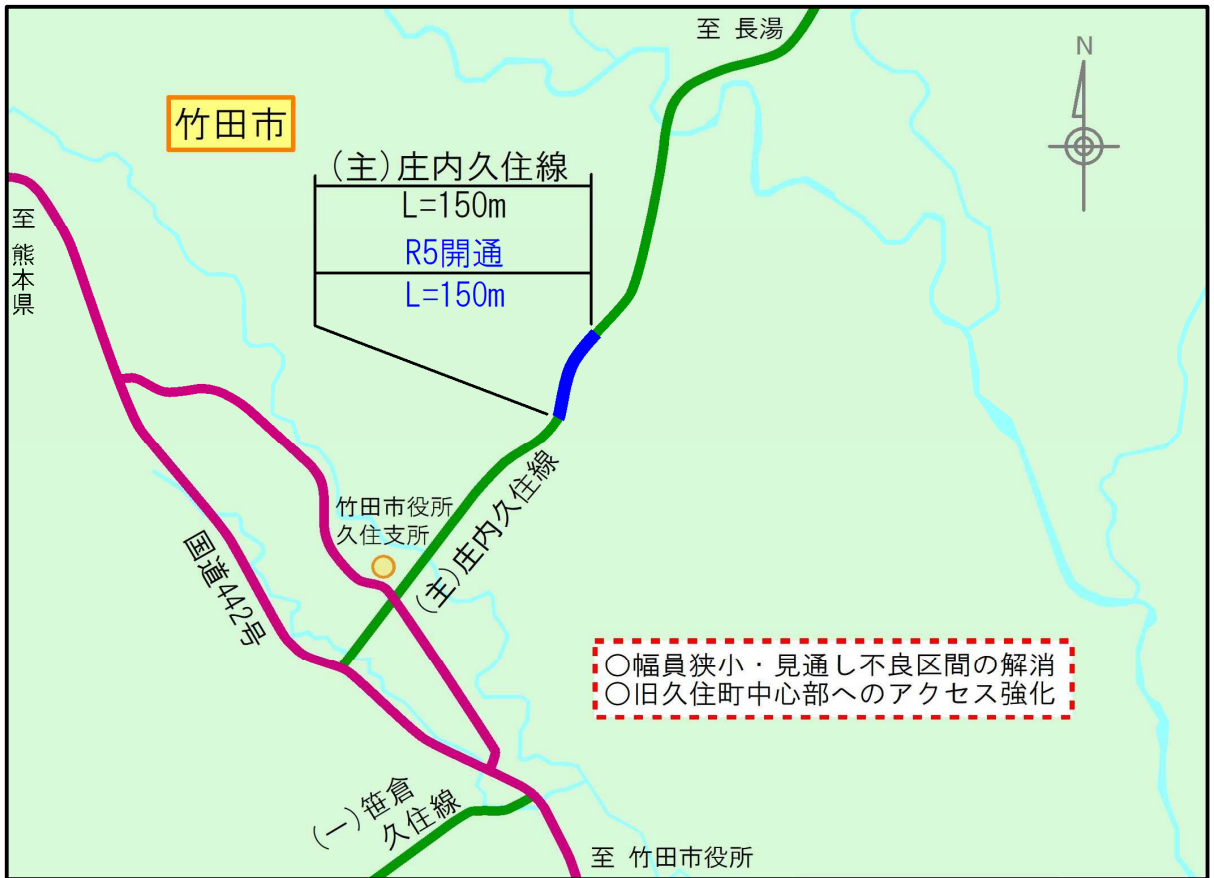 至 長湯
N
竹田市
(主)庄内久住線
L=150m
R5開通
L=150m
至
熊
本
県
竹田市役所
久住支所
(主)庄内久住線
国道442号
○幅員狭小・見通し不良区間の解消
○旧久住町中心部へのアクセス強化
(一)笹倉
久住線
至 竹田市役所